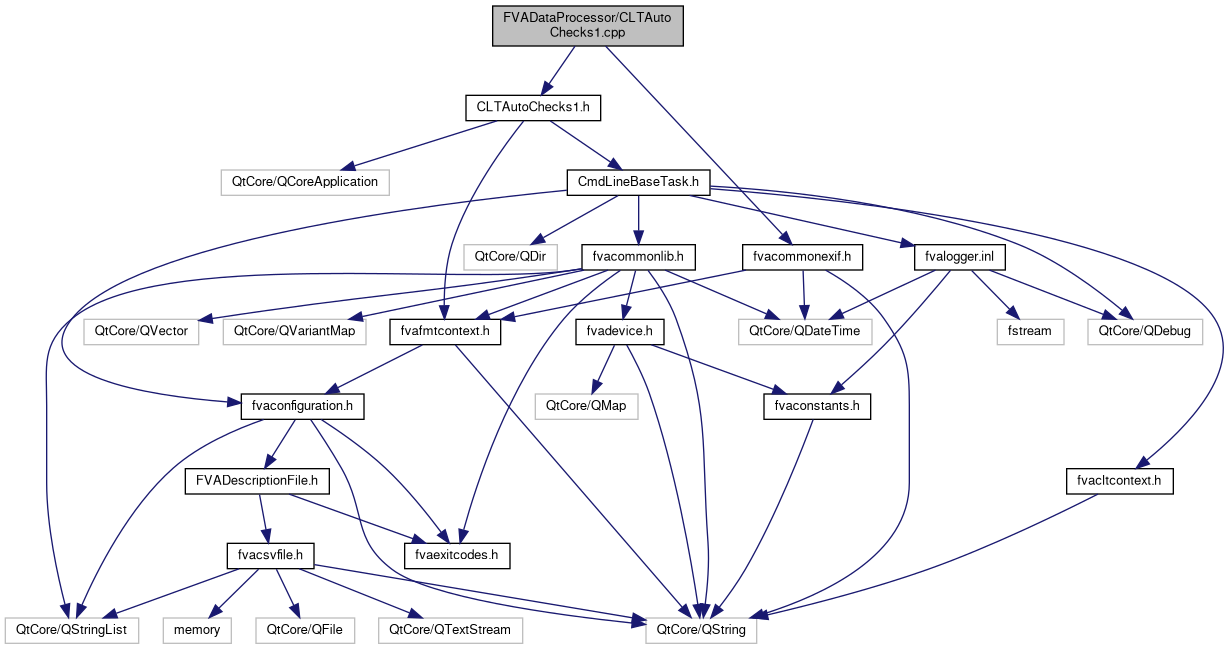 FVADataProcessor/CLTAuto
Checks1.cpp
CLTAutoChecks1.h
QtCore/QCoreApplication
CmdLineBaseTask.h
QtCore/QDir
fvacommonlib.h
fvacommonexif.h
fvalogger.inl
QtCore/QVector
QtCore/QVariantMap
fvafmtcontext.h
fvadevice.h
QtCore/QDateTime
fstream
QtCore/QDebug
fvaconfiguration.h
QtCore/QMap
fvaconstants.h
FVADescriptionFile.h
fvacltcontext.h
fvacsvfile.h
fvaexitcodes.h
QtCore/QStringList
memory
QtCore/QFile
QtCore/QTextStream
QtCore/QString